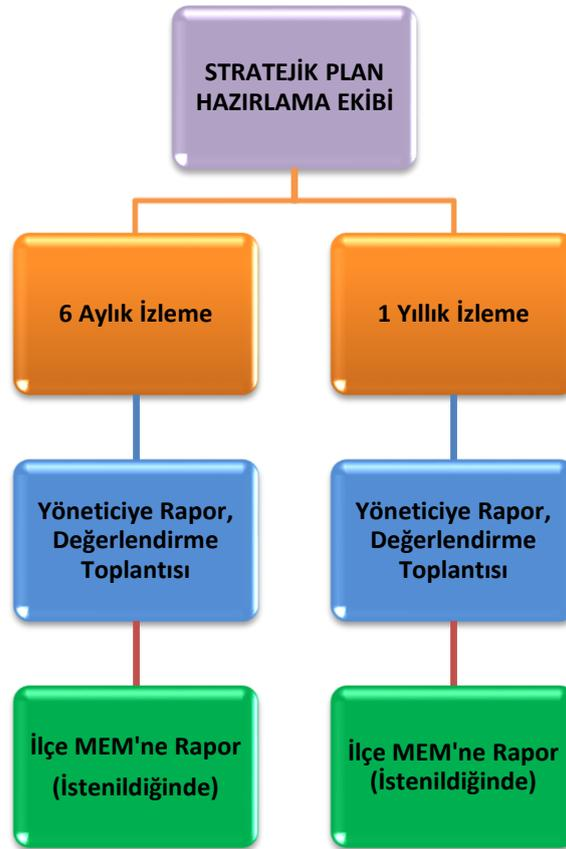 STRATEJİK PLAN
HAZIRLAMA EKİBİ
6 Aylık İzleme
1 Yıllık İzleme
Yöneticiye Rapor,
Değerlendirme
Toplantısı
Yöneticiye Rapor,
Değerlendirme
Toplantısı
İlçe MEM'ne Rapor
(İstenildiğinde)
İlçe MEM'ne Rapor
(İstenildiğinde)